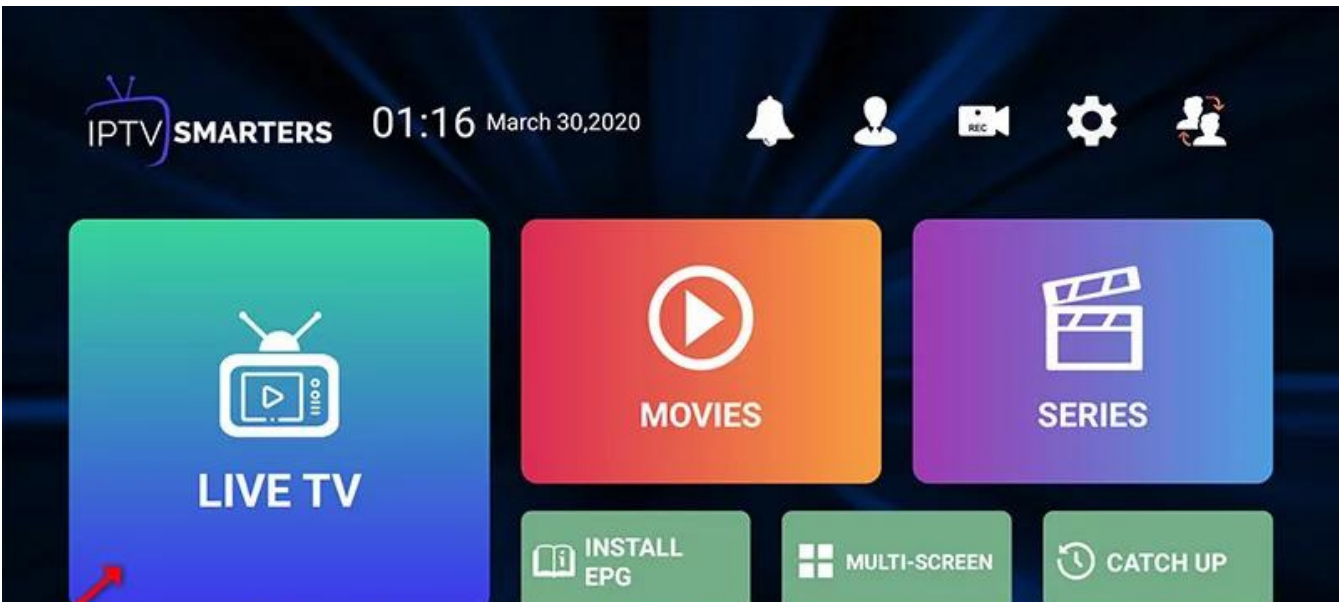 IPTV SMARTERS 01:16 March 30,2020
REC
LIVE TV
MOVIES
SERIES
INSTALL
EPG
MULTI-SCREEN
CATCH UP